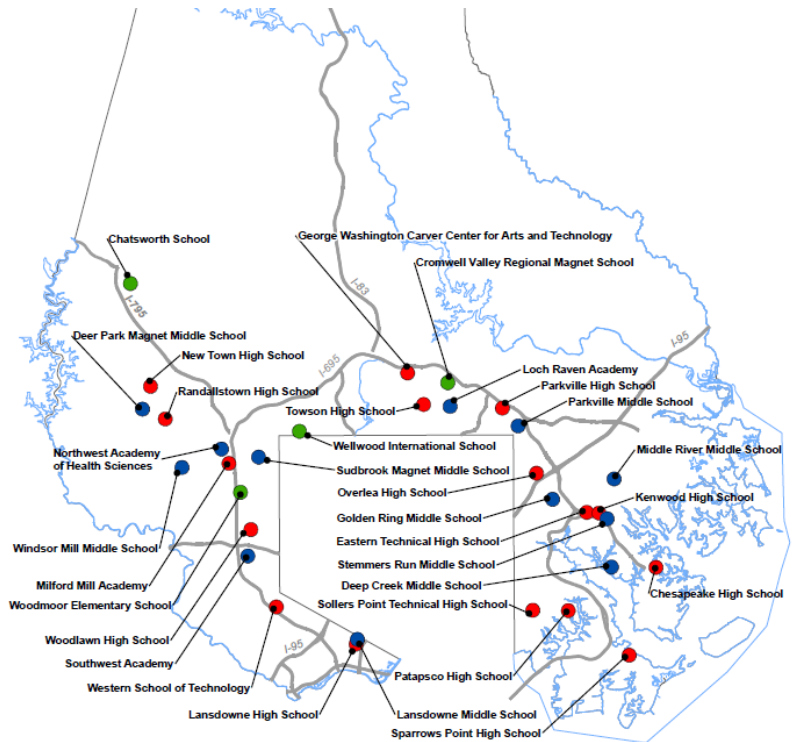 George Washington Carver Center for Arts and Technology
Chatsworth School
Cromwell Valley Regional Magnet School
I-83
I-795
I-95
Deer Park Magnet Middle School
New Town High School
I-695
Loch Raven Academy
Parkville High School
Randallstown High School
Parkville Middle School
Towson High School
Wellwood International School
Northwest Academy
of Health Sciences
Middle River Middle School
Sudbrook Magnet Middle School
Overlea High School
Kenwood High School
Golden Ring Middle School
Eastern Technical High School
Windsor Mill Middle School
Stemmers Run Middle School
Milford Mill Academy
Deep Creek Middle School
Chesapeake High School
Woodmoor Elementary School
Sollers Point Technical High School
Woodlawn High School
I-95
Southwest Academy
Patapsco High School
Western School of Technology
Lansdowne High School
Lansdowne Middle School
Sparrows Point High School